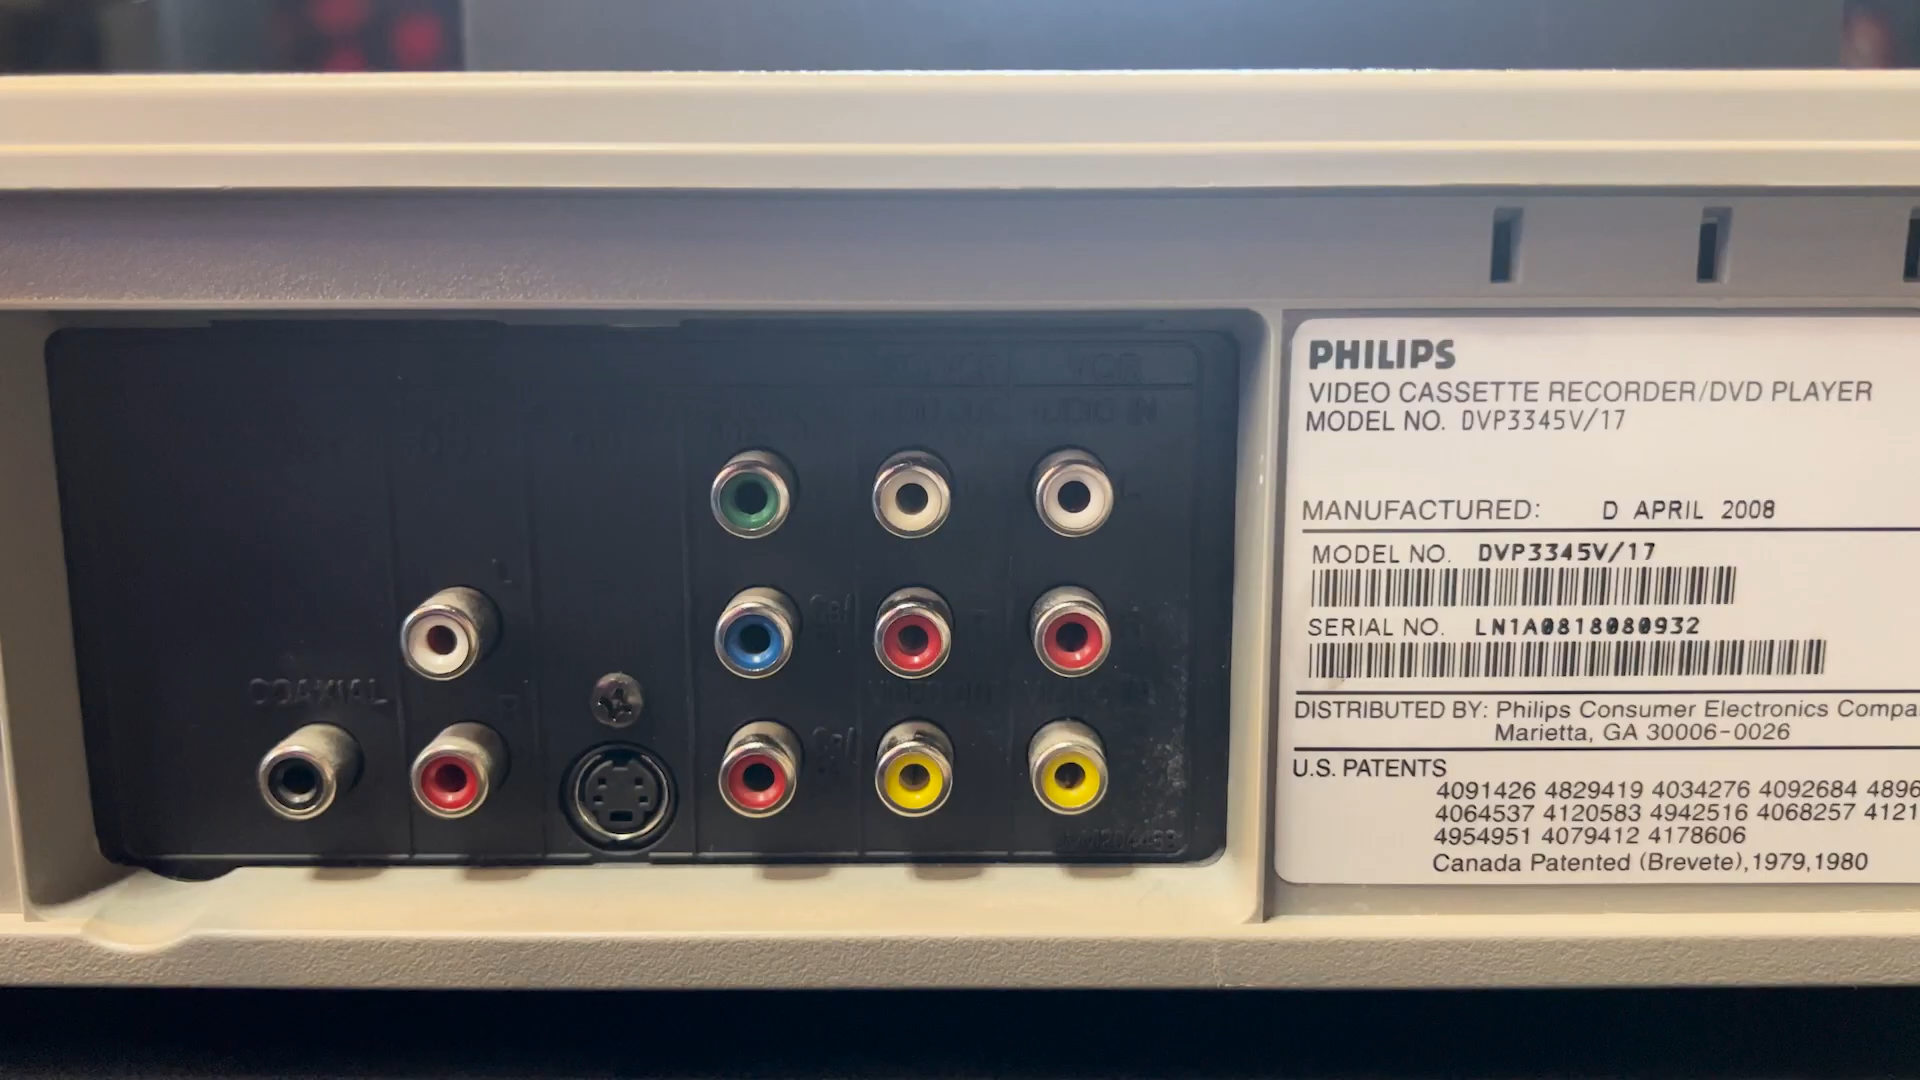 VCR
AUDIO IN
L
COAXIAL
PHILIPS
VIDEO CASSETTE RECORDER/DVD PLAYER
MODEL NO. DVP3345V/17
MANUFACTURED: D APRIL 2008
MODEL NO. DVP3345V/17
SERIAL NO. LN1A0818080932
DISTRIBUTED BY: Philips Consumer Electronics Compa
Marietta, GA 30006-0026
U.S. PATENTS
4091426 4829419 4034276 4092684 4896
4064537 4120583 4942516 4068257 4121
4954951 4079412 4178606
Canada Patented (Brevete),1979,1980